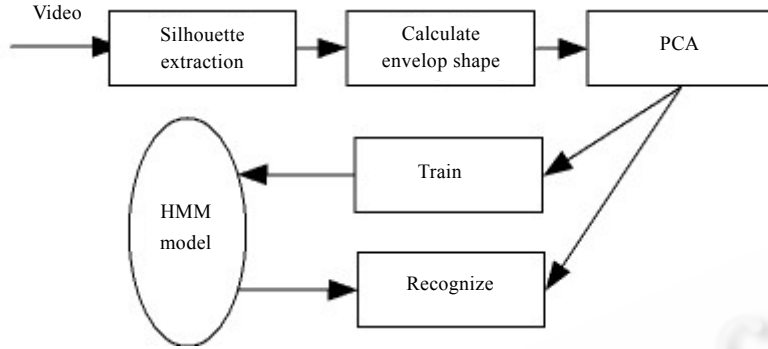 Video
Silhouette
extraction
Calculate
envelop shape
PCA
Train
HMM
model
Recognize